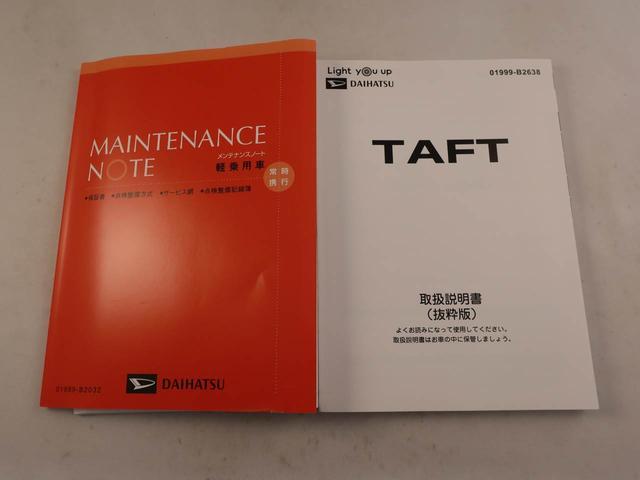 MAINTENANCE
NOTE
メンテナンスノート
軽乗用車
常時
携行
●保証書 ●点検整備方式 ●サービス網 ●点検整備記録簿
01999-B2032
DAIHATSU
Light you up
DAIHATSU
01999-B2638
TAFT
取扱説明書
(抜粋版)
よくお読みになって使用してください。
取扱説明書はお車の中に保管しましょう。